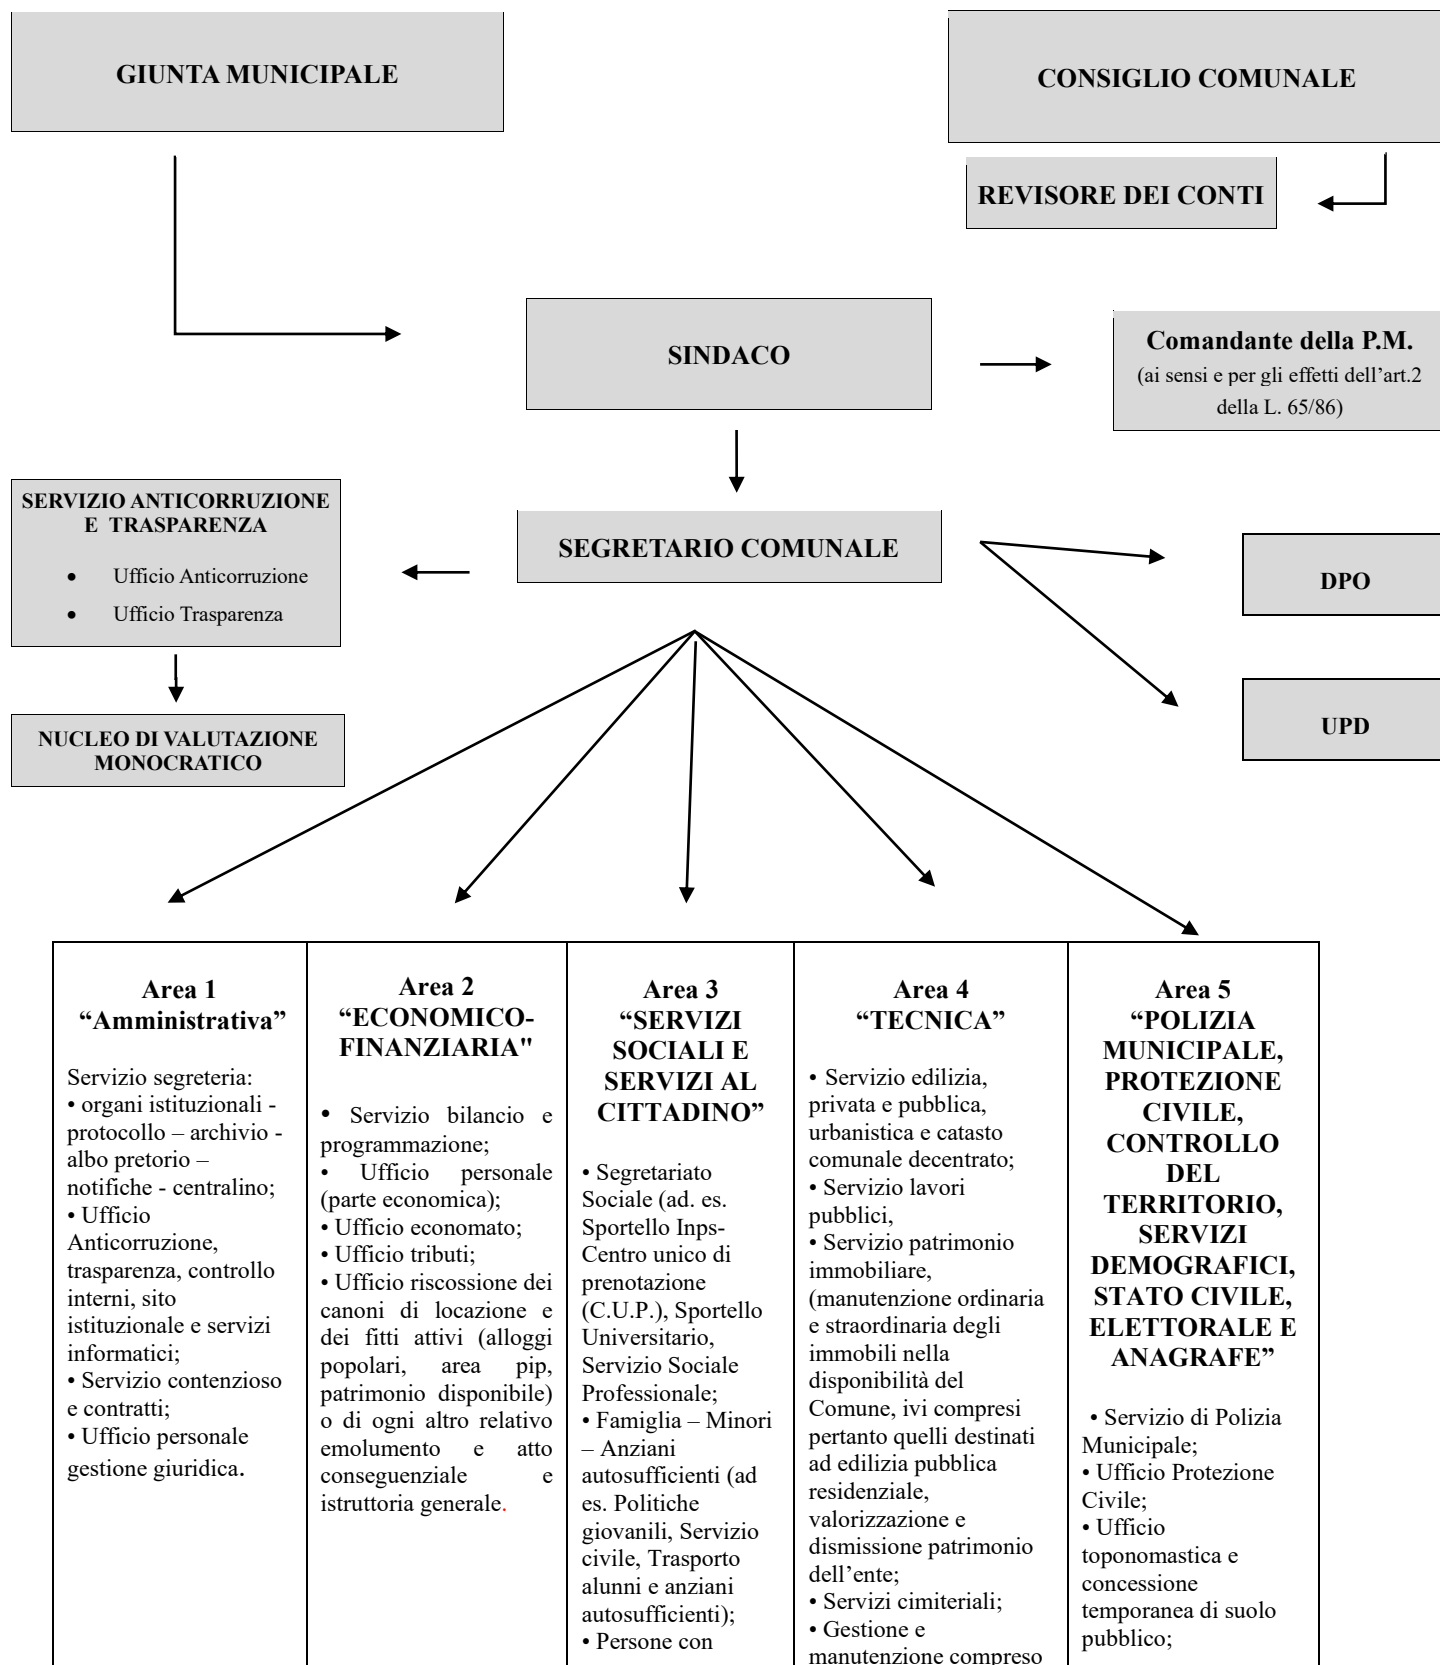 GIUNTA MUNICIPALE
CONSIGLIO COMUNALE
REVISORE DEI CONTI
SINDACO
Comandante della P.M.
(ai sensi e per gli effetti dell’art.2
della L. 65/86)
SERVIZIO ANTICORRUZIONE
E TRASPARENZA
• Ufficio Anticorruzione
• Ufficio Trasparenza
SEGRETARIO COMUNALE
DPO
UPD
NUCLEO DI VALUTAZIONE
MONOCRATICO
Area 1
“Amministrativa”
Servizio segreteria:
• organi istituzionali -
protocollo – archivio -
albo pretorio –
notifiche - centralino;
• Ufficio
Anticorruzione,
trasparenza, controllo
interni, sito
istituzionale e servizi
informatici;
• Servizio contenzioso
e contratti;
• Ufficio personale
gestione giuridica.
Area 2
“ECONOMICO-
FINANZIARIA"
• Servizio bilancio e
programmazione;
• Ufficio personale
(parte economica);
• Ufficio economato;
• Ufficio tributi;
• Ufficio riscossione dei
canoni di locazione e
dei fitti attivi (alloggi
popolari, area pip,
patrimonio disponibile)
o di ogni altro relativo
emolumento e atto
conseguenziale e
istruttoria generale.
Area 3
“SERVIZI
SOCIALI E
SERVIZI AL
CITTADINO”
• Segretariato
Sociale (ad. es.
Sportello Inps-
Centro unico di
prenotazione
(C.U.P.), Sportello
Universitario,
Servizio Sociale
Professionale;
• Famiglia – Minori
– Anziani
autosufficienti (ad
es. Politiche
giovanili, Servizio
civile, Trasporto
alunni e anziani
autosufficienti);
• Persone con
Area 4
“TECNICA”
• Servizio edilizia,
privata e pubblica,
urbanistica e catasto
comunale decentrato;
• Servizio lavori
pubblici,
• Servizio patrimonio
immobiliare,
(manutenzione ordinaria
e straordinaria degli
immobili nella
disponibilità del
Comune, ivi compresi
pertanto quelli destinati
ad edilizia pubblica
residenziale,
valorizzazione e
dismissione patrimonio
dell’ente;
• Servizi cimiteriali;
• Gestione e
manutenzione compreso
Area 5
“POLIZIA
MUNICIPALE,
PROTEZIONE
CIVILE,
CONTROLLO
DEL
TERRITORIO,
SERVIZI
DEMOGRAFICI,
STATO CIVILE,
ELETTORALE E
ANAGRAFE”
• Servizio di Polizia
Municipale;
• Ufficio Protezione
Civile;
• Ufficio
toponomastica e
concessione
temporanea di suolo
pubblico;